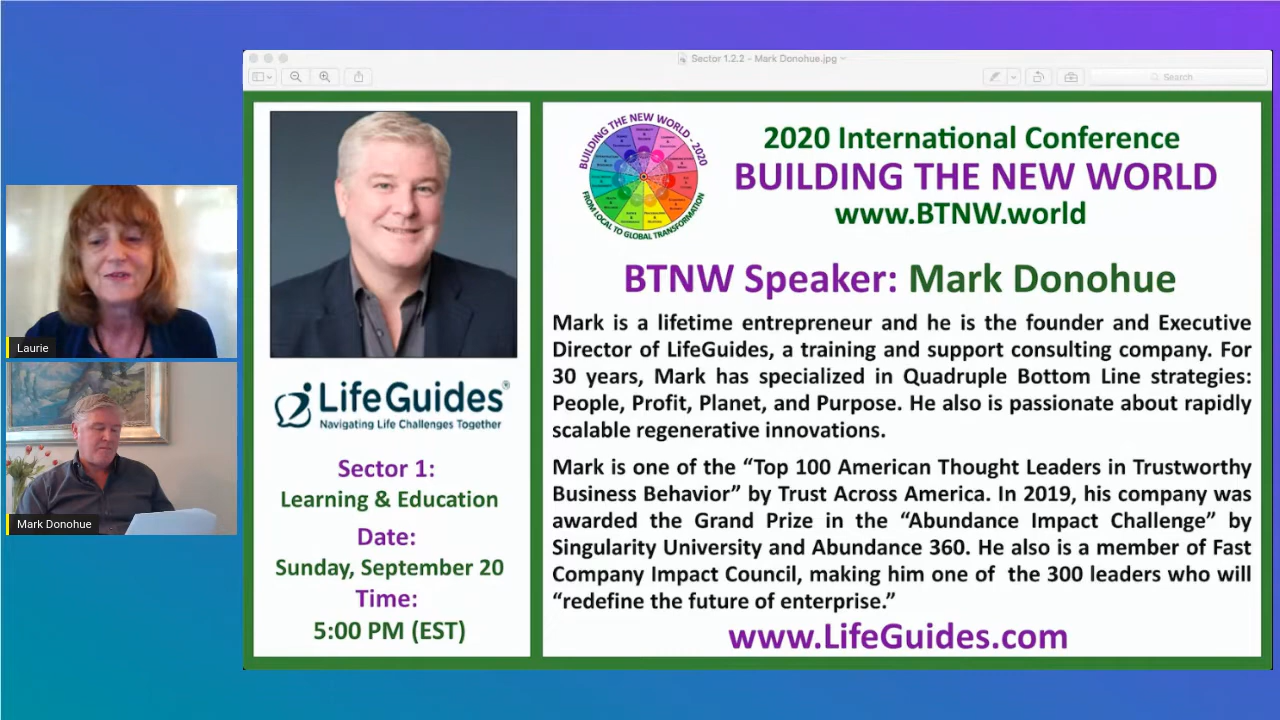 Sector 1.2.2 - Mark Donohue.jpg
Search
Laurie
Mark Donohue
LifeGuides®
Navigating Life Challenges Together
Sector 1:
Learning & Education
Date:
Sunday, September 20
Time:
5:00 PM (EST)
BUILDING THE NEW WORLD - 2020
FROM LOCAL TO GLOBAL TRANSFORMATION
2020 International Conference
BUILDING THE NEW WORLD
www.BTNW.world
BTNW Speaker: Mark Donohue
Mark is a lifetime entrepreneur and he is the founder and Executive
Director of LifeGuides, a training and support consulting company. For
30 years, Mark has specialized in Quadruple Bottom Line strategies:
People, Profit, Planet, and Purpose. He also is passionate about rapidly
scalable regenerative innovations.
Mark is one of the “Top 100 American Thought Leaders in Trustworthy
Business Behavior” by Trust Across America. In 2019, his company was
awarded the Grand Prize in the “Abundance Impact Challenge” by
Singularity University and Abundance 360. He also is a member of Fast
Company Impact Council, making him one of the 300 leaders who will
“redefine the future of enterprise.”
www.LifeGuides.com